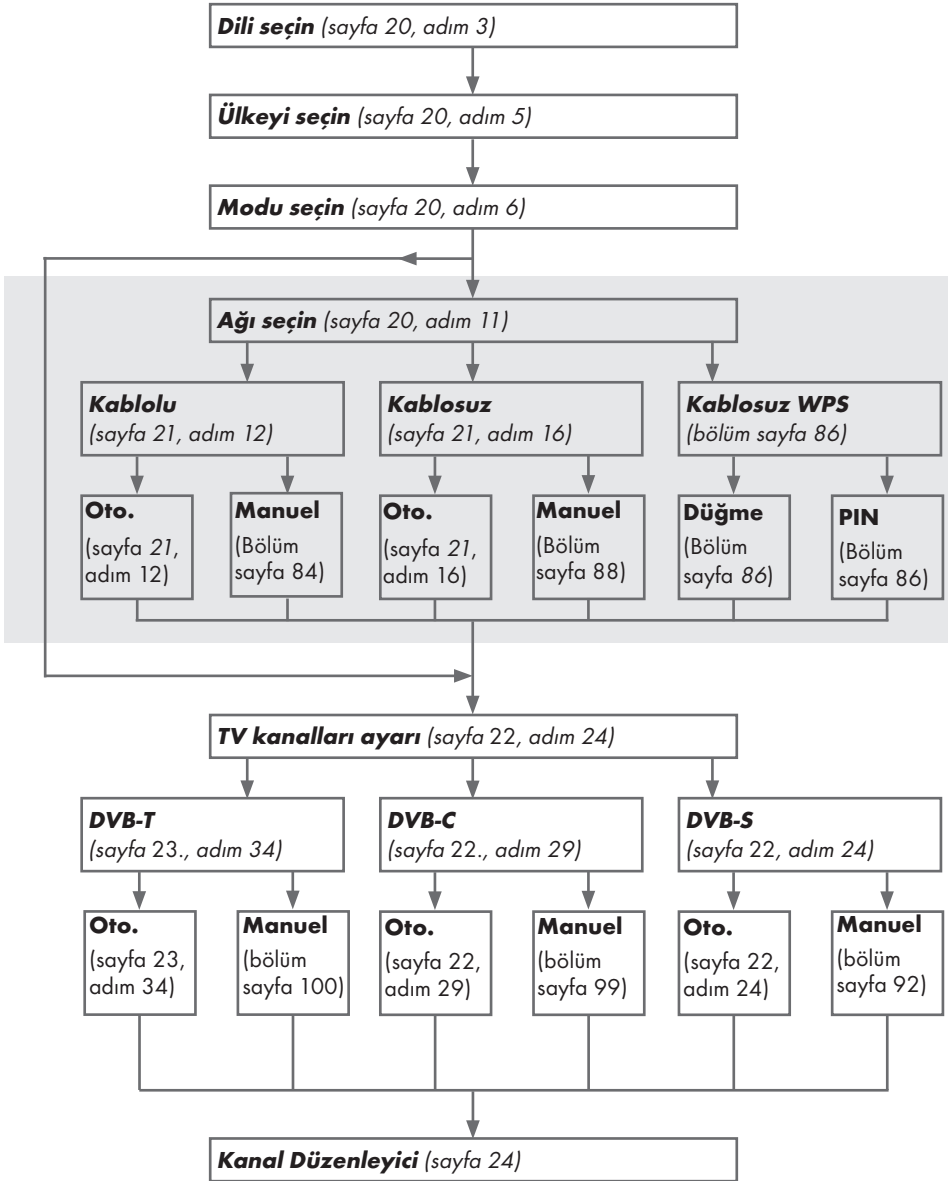 Dili seçin (sayfa 20, adım 3)
Ülkeyi seçin (sayfa 20, adım 5)
Modu seçin (sayfa 20, adım 6)
Ağı seçin (sayfa 20, adım 11)
Kablolu
(sayfa 21, adım 12)
Kablosuz
(sayfa 21, adım 16)
Kablosuz WPS
(bölüm sayfa 86)
Oto.
(sayfa 21,
adım 12)
Manuel
(Bölüm
sayfa 84)
Oto.
(sayfa 21,
adım 16)
Manuel
(Bölüm
sayfa 88)
Düğme
(Bölüm
sayfa 86)
PIN
(Bölüm
sayfa 86)
TV kanalları ayarı (sayfa 22, adım 24)
DVB-T
(sayfa 23., adım 34)
DVB-C
(sayfa 22., adım 29)
DVB-S
(sayfa 22, adım 24)
Oto.
(sayfa 23,
adım 34)
Manuel
(bölüm
sayfa 100)
Oto.
(sayfa 22,
adım 29)
Manuel
(bölüm
sayfa 99)
Oto.
(sayfa 22,
adım 24)
Manuel
(bölüm
sayfa 92)
Kanal Düzenleyici (sayfa 24)